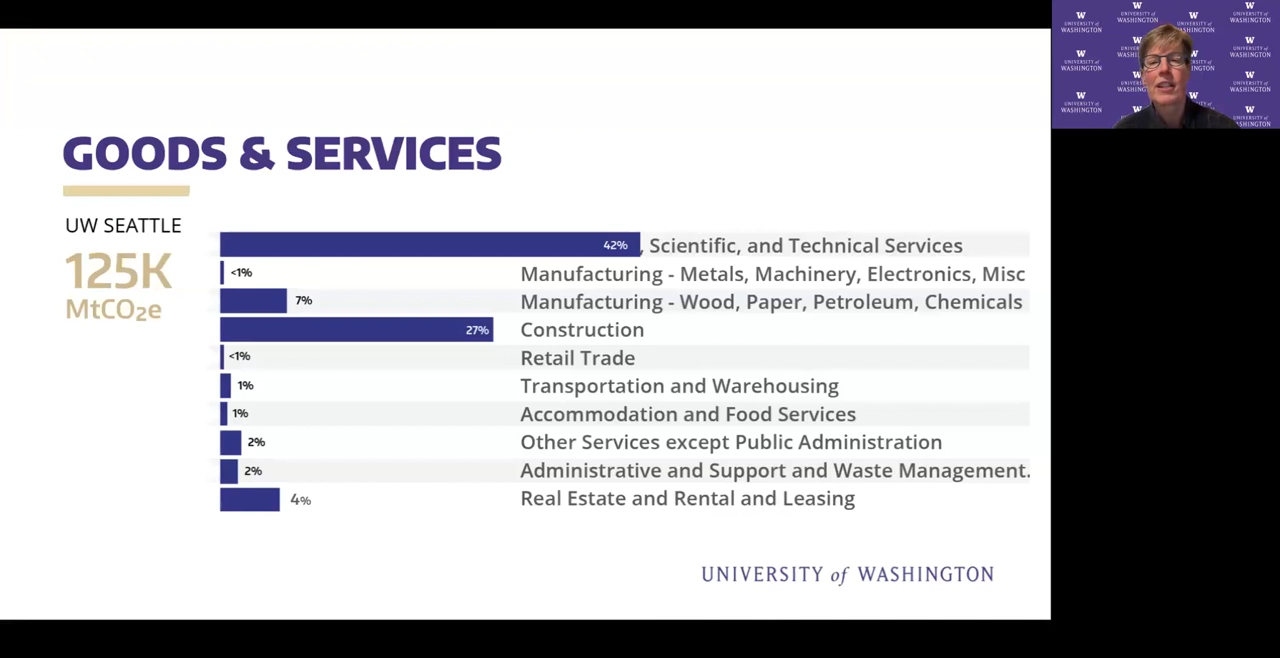 GOODS & SERVICES
UW SEATTLE
125K
MtCO₂e
42% , Scientific, and Technical Services
<1% Manufacturing - Metals, Machinery, Electronics, Misc
7% Manufacturing - Wood, Paper, Petroleum, Chemicals
27% Construction
<1% Retail Trade
1% Transportation and Warehousing
1% Accommodation and Food Services
2% Other Services except Public Administration
2% Administrative and Support and Waste Management.
4% Real Estate and Rental and Leasing
UNIVERSITY of WASHINGTON
W
UNIVERSITY of
WASHINGTON